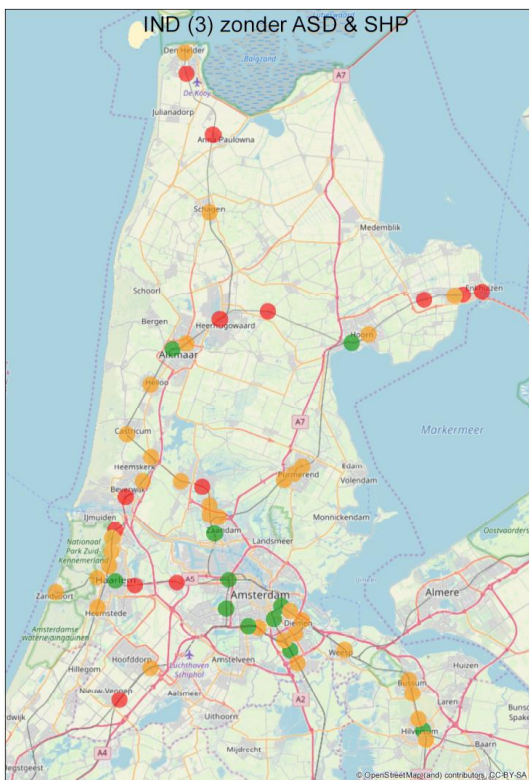 IND (3) zonder ASD & SHP
Den Helder
Balgzand
A7
De Kooy
Julianadorp
Anna Paulowna
Schagen
Medemblik
Schoorl
Enkhuizen
Bergen
Heerhugowaard
Hoorn
Alkmaar
Heiloo
A7
Castricum
Markermeer
Heemskerk
Edam
Purmerend
Volendam
Beverwijk
IJmuiden
Monnickendam
Zaandam
Landsmeer
Nationaal
Park Zuid
Kennemerland
Haarlem
A5
Zandvoort
Amsterdam
Almere
Heemstede
Diemen
Amsterdamse
waterleidingduinen
Amstelveen
Weesp
Huizen
Hillegom
Hoofddorp
Luchthaven
Schiphol
Bussum
Nieuw-Vennep
Aalsmeer
Laren
Uithoorn
A2
Hilversum
Baarn
A4
Mijdrecht
© OpenStreetMap(and) contributors, CC-BY-SA